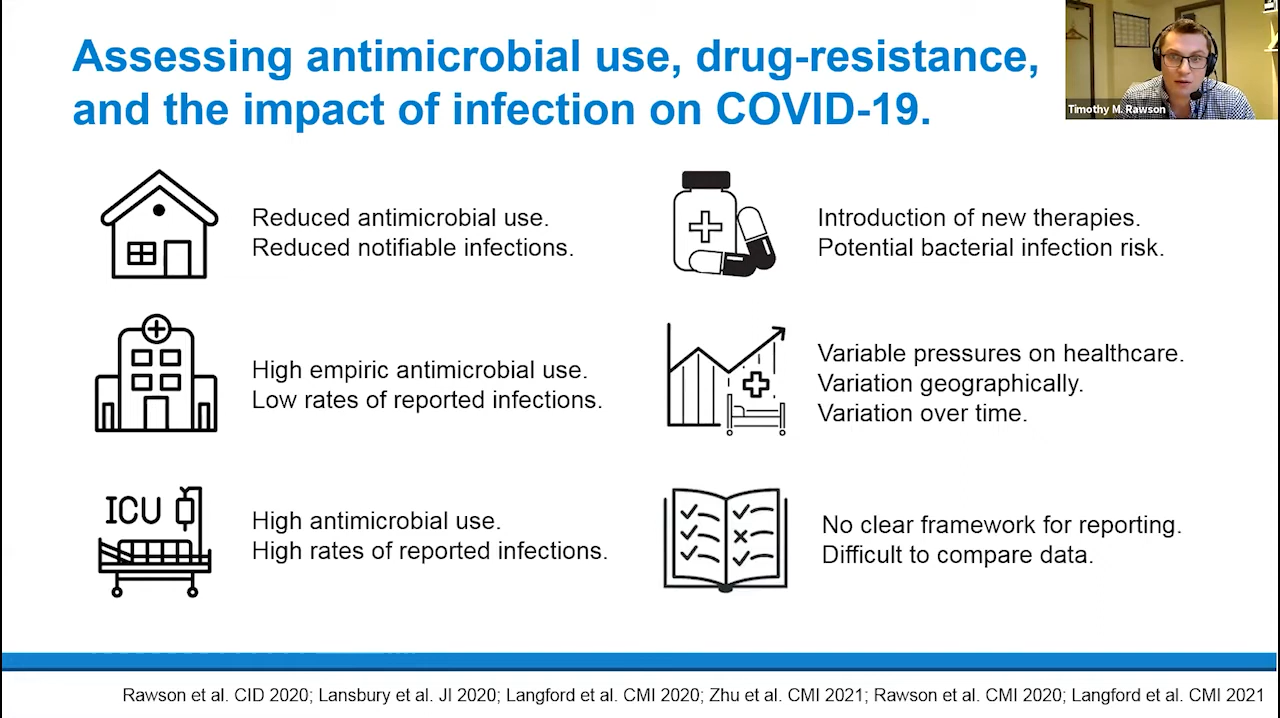 Assessing antimicrobial use, drug-resistance,
and the impact of infection on COVID-19.
Timothy M. Rawson
Reduced antimicrobial use.
Reduced notifiable infections.
High empiric antimicrobial use.
Low rates of reported infections.
ICU
High antimicrobial use.
High rates of reported infections.
Introduction of new therapies.
Potential bacterial infection risk.
Variable pressures on healthcare.
Variation geographically.
Variation over time.
No clear framework for reporting.
Difficult to compare data.
Rawson et al. CID 2020; Lansbury et al. JI 2020; Langford et al. CMI 2020; Zhu et al. CMI 2021; Rawson et al. CMI 2020; Langford et al. CMI 2021